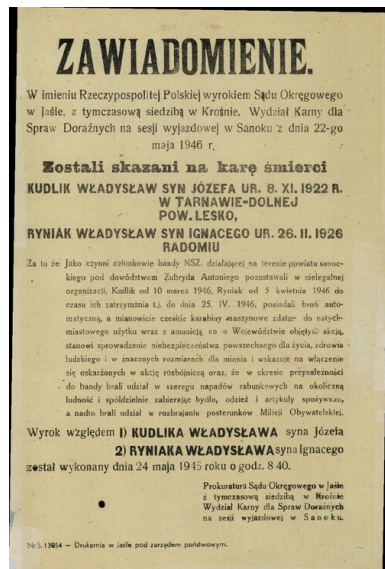 ZAWIADOMIENIE.
W imieniu Rzeczypospolitej Polskiej wyrokiem Sądu Okręgowego
w Jaśle, z tymczasową siedzibą w Krośnie, Wydział Karny dla
Spraw Doraźnych na sesji wyjazdowej w Sanoku z dnia 22-go
maja 1946 r.
Zostali skazani na karę śmierci
KUDLIK WŁADYSŁAW SYN JÓZEFA UR. 8. XI. 1922 R.
W TARNAWIE-DOLNEJ
POW. LESKO,
RYNIAK WŁADYSŁAW SYN IGNACEGO UR. 26. II. 1926
RADOMIU
Za to że: Jako czynni członkowie bandy NSZ. działającej na terenie powiatu sanoc-
kiego pod dowództwem Zubryda Antoniego pozostawali w nielegalnej
organizacji, Kudlik od 10 marca 1946, Ryniak od 5 kwietnia 1946 do
czasu ich zatrzymania t.j. do dnia 25. IV. 1946, posiadali broń auto-
matyczną, a mianowicie czeskie karabiny maszynowe zdatne do natych-
miastowego użytku wraz z amunicją, co w Województwie objętym akcją,
stanowi sprowadzenie niebezpieczeństwa powszechnego dla życia, zdrowia
ludzkiego i w znacznych rozmiarach dla mienia i wskazuje na włączenie
się oskarżonych w akcję rozbójniczą oraz, że w okresie przynależności
do bandy brali udział w szeregu napadów rabunkowych na okoliczną
ludność i spółdzielnie zabierając bydło, odzież i artykuły spożywcze,
a nadto brali udział w rozbrajaniu posterunków Milicji Obywatelskiej.
Wyrok względem 1) KUDLIKA WŁADYSŁAWA syna Józefa
2) RYNIAKA WŁADYSŁAWA syna Ignacego
został wykonany dnia 24 maja 1946 roku o godz. 8 40.
Prokuratura Sądu Okręgowego w Jaśle
z tymczasową siedzibą w Krośnie
Wydział Karny dla Spraw Doraźnych
na sesji wyjazdowej w Sanoku.
Nr 5, 13954 — Drukarnia w Jaśle pod zarządem państwowym.